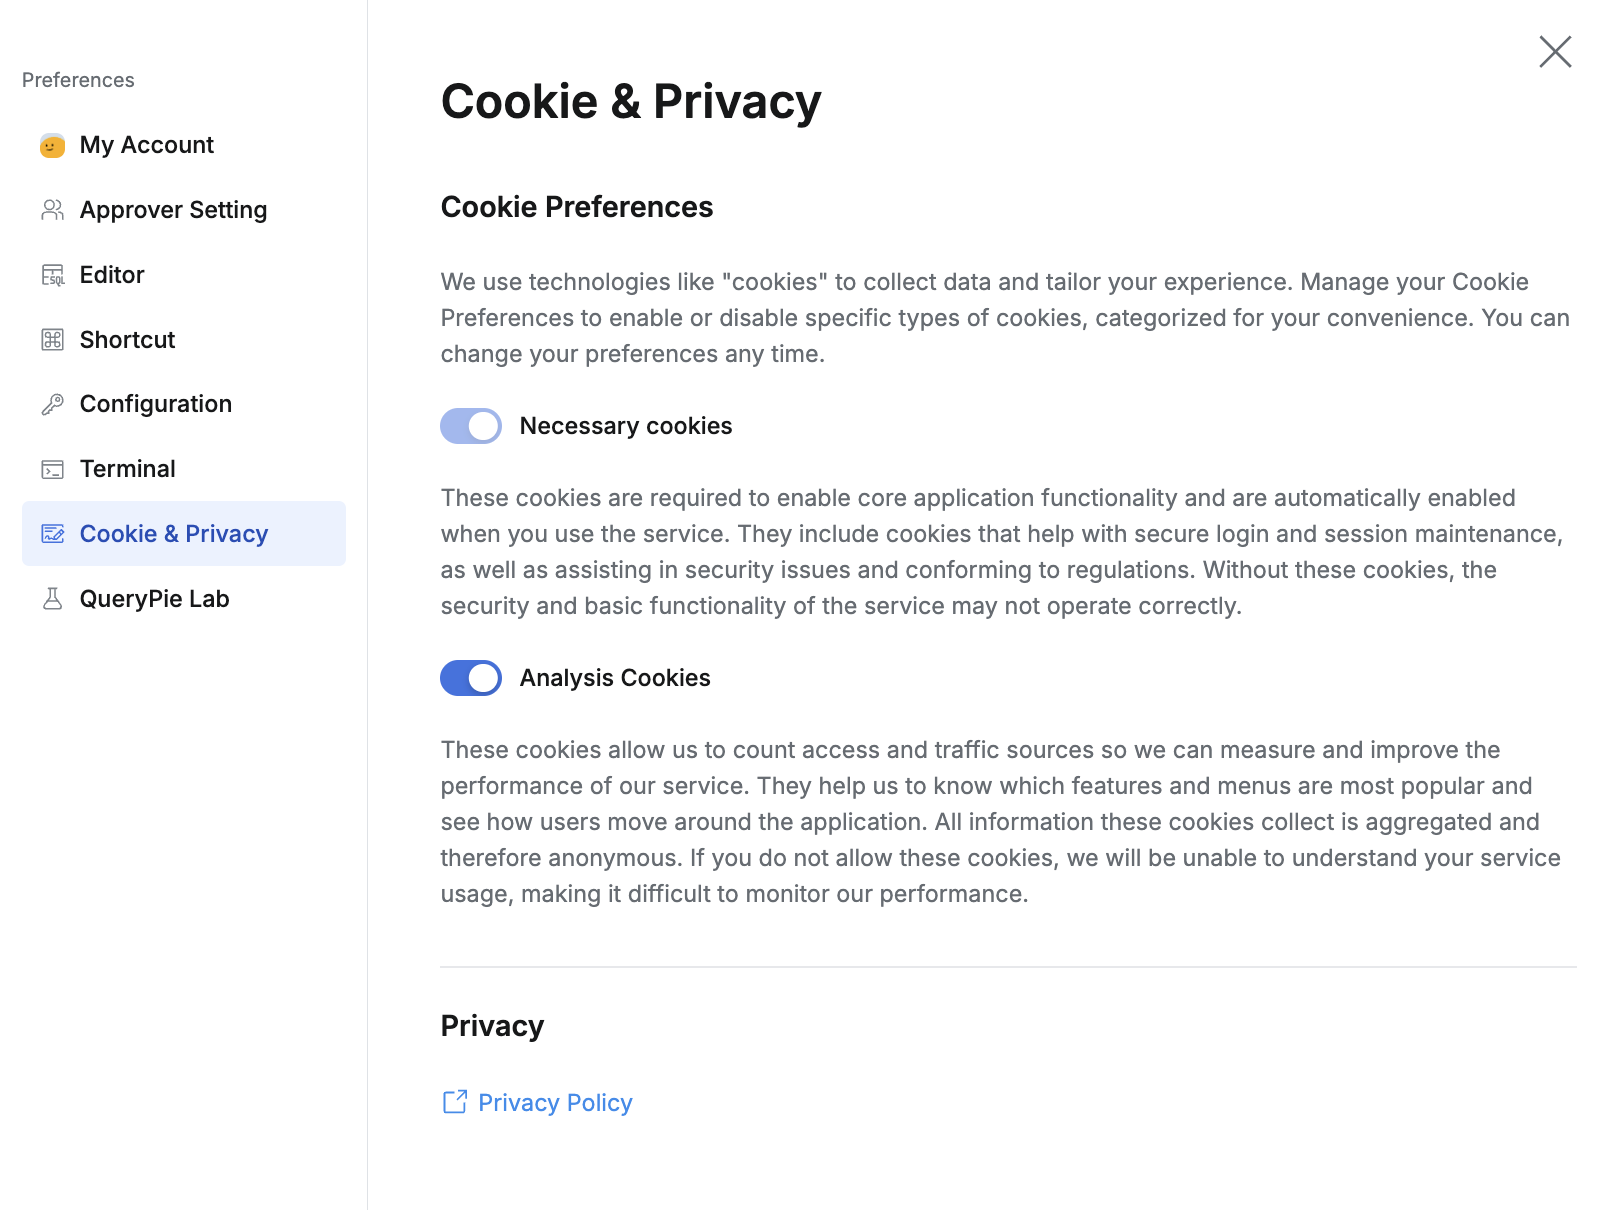 Preferences
My Account
Approver Setting
Editor
Shortcut
Configuration
Terminal
Cookie & Privacy
QueryPie Lab
Cookie & Privacy
Cookie Preferences
We use technologies like "cookies" to collect data and tailor your experience. Manage your Cookie
Preferences to enable or disable specific types of cookies, categorized for your convenience. You can
change your preferences any time.
Necessary cookies
These cookies are required to enable core application functionality and are automatically enabled
when you use the service. They include cookies that help with secure login and session maintenance,
as well as assisting in security issues and conforming to regulations. Without these cookies, the
security and basic functionality of the service may not operate correctly.
Analysis Cookies
These cookies allow us to count access and traffic sources so we can measure and improve the
performance of our service. They help us to know which features and menus are most popular and
see how users move around the application. All information these cookies collect is aggregated and
therefore anonymous. If you do not allow these cookies, we will be unable to understand your service
usage, making it difficult to monitor our performance.
Privacy
Privacy Policy